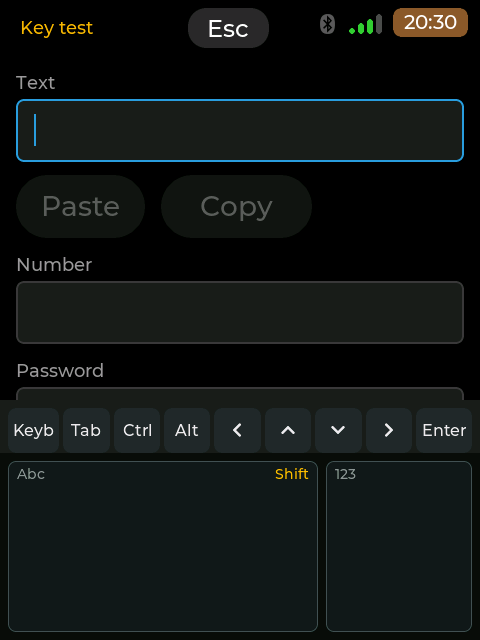 Key test
Esc
20:30
Text
Paste
Copy
Number
Password
Keyb
Tab
Ctrl
Alt
Enter
Abc
Shift
123